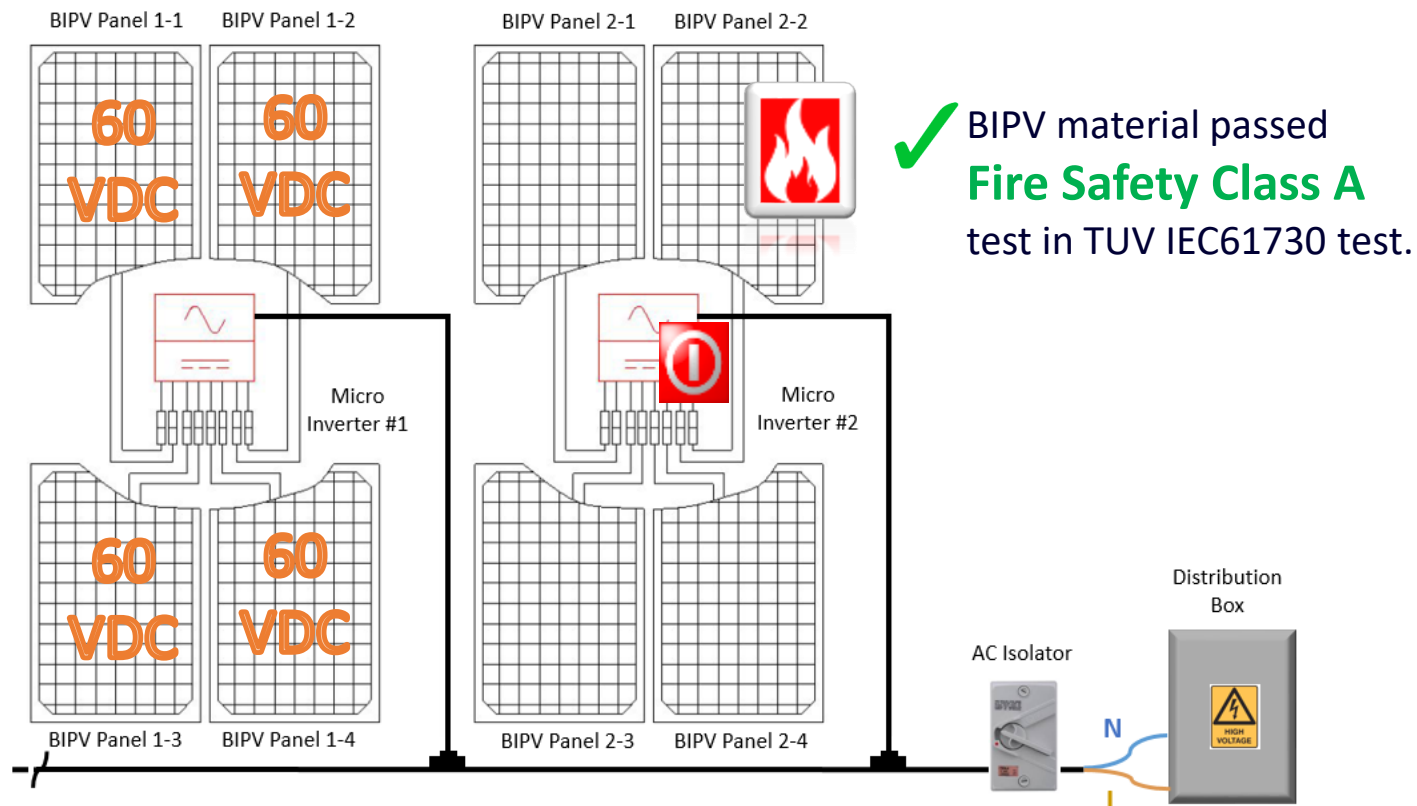 BIPV Panel 1-1
BIPV Panel 1-2
BIPV Panel 2-1
BIPV Panel 2-2
60
VDC
60
VDC
BIPV material passed
Fire Safety Class A
test in TUV IEC61730 test.
Micro
Inverter #1
Micro
Inverter #2
60
VDC
60
VDC
BIPV Panel 1-3
BIPV Panel 1-4
BIPV Panel 2-3
BIPV Panel 2-4
AC Isolator
Distribution
Box
N
L
HIGH
VOLTAGE